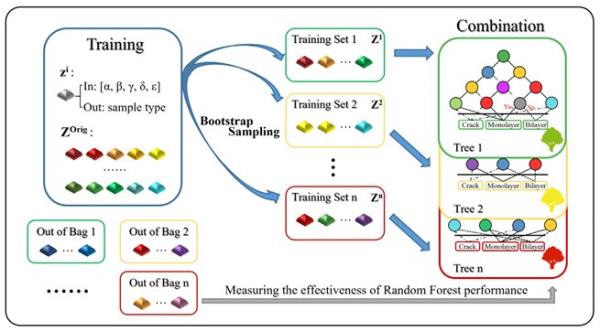 Training
z^i :
In: [α, β, γ, δ, ε]
Out: sample type
Z^Orig :
......
Bootstrap
Sampling
Training Set 1 Z^1
...
Training Set 2 Z^2
...
Training Set n Z^n
...
Combination
Yes
No
Crack Monolayer Bilayer
Tree 1
Crack Monolayer Bilayer
Tree 2
Crack Monolayer Bilayer
Tree n
Out of Bag 1
...
Out of Bag 2
...
......
Out of Bag n
...
Measuring the effectiveness of Random Forest performance